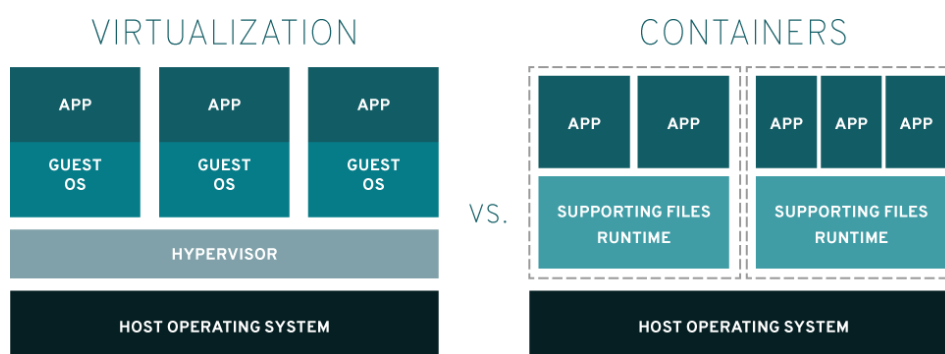 VIRTUALIZATION
APP
APP
APP
GUEST
OS
GUEST
OS
GUEST
OS
HYPERVISOR
HOST OPERATING SYSTEM
VS.
CONTAINERS
APP
APP
APP
APP
APP
SUPPORTING FILES
RUNTIME
SUPPORTING FILES
RUNTIME
HOST OPERATING SYSTEM